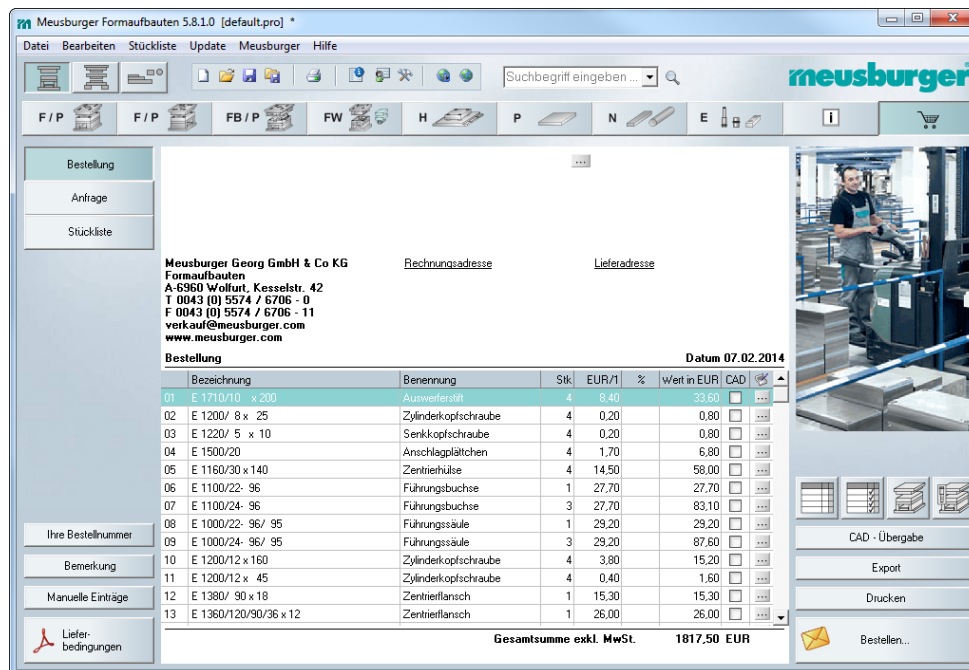 Meusburger Formaufbauten 5.8.1.0 [default.pro] *
Datei Bearbeiten Stückliste Update Meusburger Hilfe
Suchbegriff eingeben ...
meusburger
F / P F / P FB / P FW H P N E i
Bestellung
Anfrage
Stückliste
...
Meusburger Georg GmbH & Co KG Rechnungsadresse Lieferadresse
Formaufbauten
A-6960 Wolfurt, Kesselstr. 42
T 0043 (0) 5574 / 6706 - 0
F 0043 (0) 5574 / 6706 - 11
verkauf@meusburger.com
www.meusburger.com
Bestellung Datum 07.02.2014
Bezeichnung Benennung Stk EUR/1 % Wert in EUR CAD
01 E 1710/10 x 200 Auswerferstift 4 8,40 33,60 ...
02 E 1200/ 8 x 25 Zylinderkopfschraube 4 0,20 0,80 ...
03 E 1220/ 5 x 10 Senkkopfschraube 4 0,20 0,80 ...
04 E 1500/20 Anschlagplättchen 4 1,70 6,80 ...
05 E 1160/30 x 140 Zentrierhülse 4 14,50 58,00 ...
06 E 1100/22- 96 Führungsbuchse 1 27,70 27,70 ...
07 E 1100/24- 96 Führungsbuchse 3 27,70 83,10 ...
08 E 1000/22- 96/ 95 Führungssäule 1 29,20 29,20 ...
09 E 1000/24- 96/ 95 Führungssäule 3 29,20 87,60 ...
10 E 1200/12 x 160 Zylinderkopfschraube 4 3,80 15,20 ...
11 E 1200/12 x 45 Zylinderkopfschraube 4 0,40 1,60 ...
12 E 1380/ 90 x 18 Zentrierflansch 1 15,30 15,30 ...
13 E 1360/120/90/36 x 12 Zentrierflansch 1 26,00 26,00 ...
Gesamtsumme exkl. MwSt. 1817,50 EUR
Ihre Bestellnummer
Bemerkung
Manuelle Einträge
Liefer-
bedingungen
CAD - Übergabe
Export
Drucken
Bestellen...